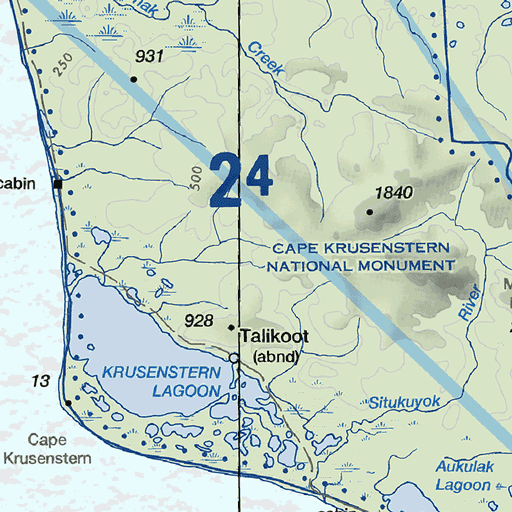 931
250
Creek
24
500
cabin
1840
CAPE KRUSENSTERN
NATIONAL MONUMENT
River
928
Talikoot
(abnd)
KRUSENSTERN
LAGOON
13
Situkuyok
Cape
Krusenstern
Aukulak
Lagoon
cabin